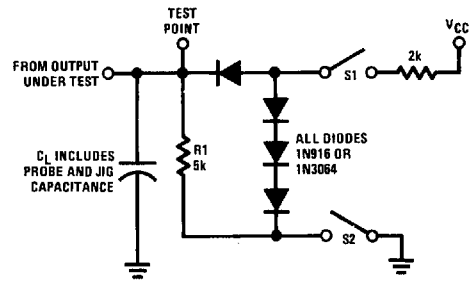 TEST
POINT
VCC
FROM OUTPUT
UNDER TEST
S1
2k
CL INCLUDES
PROBE AND JIG
CAPACITANCE
R1
5k
ALL DIODES
1N916 OR
1N3064
S2